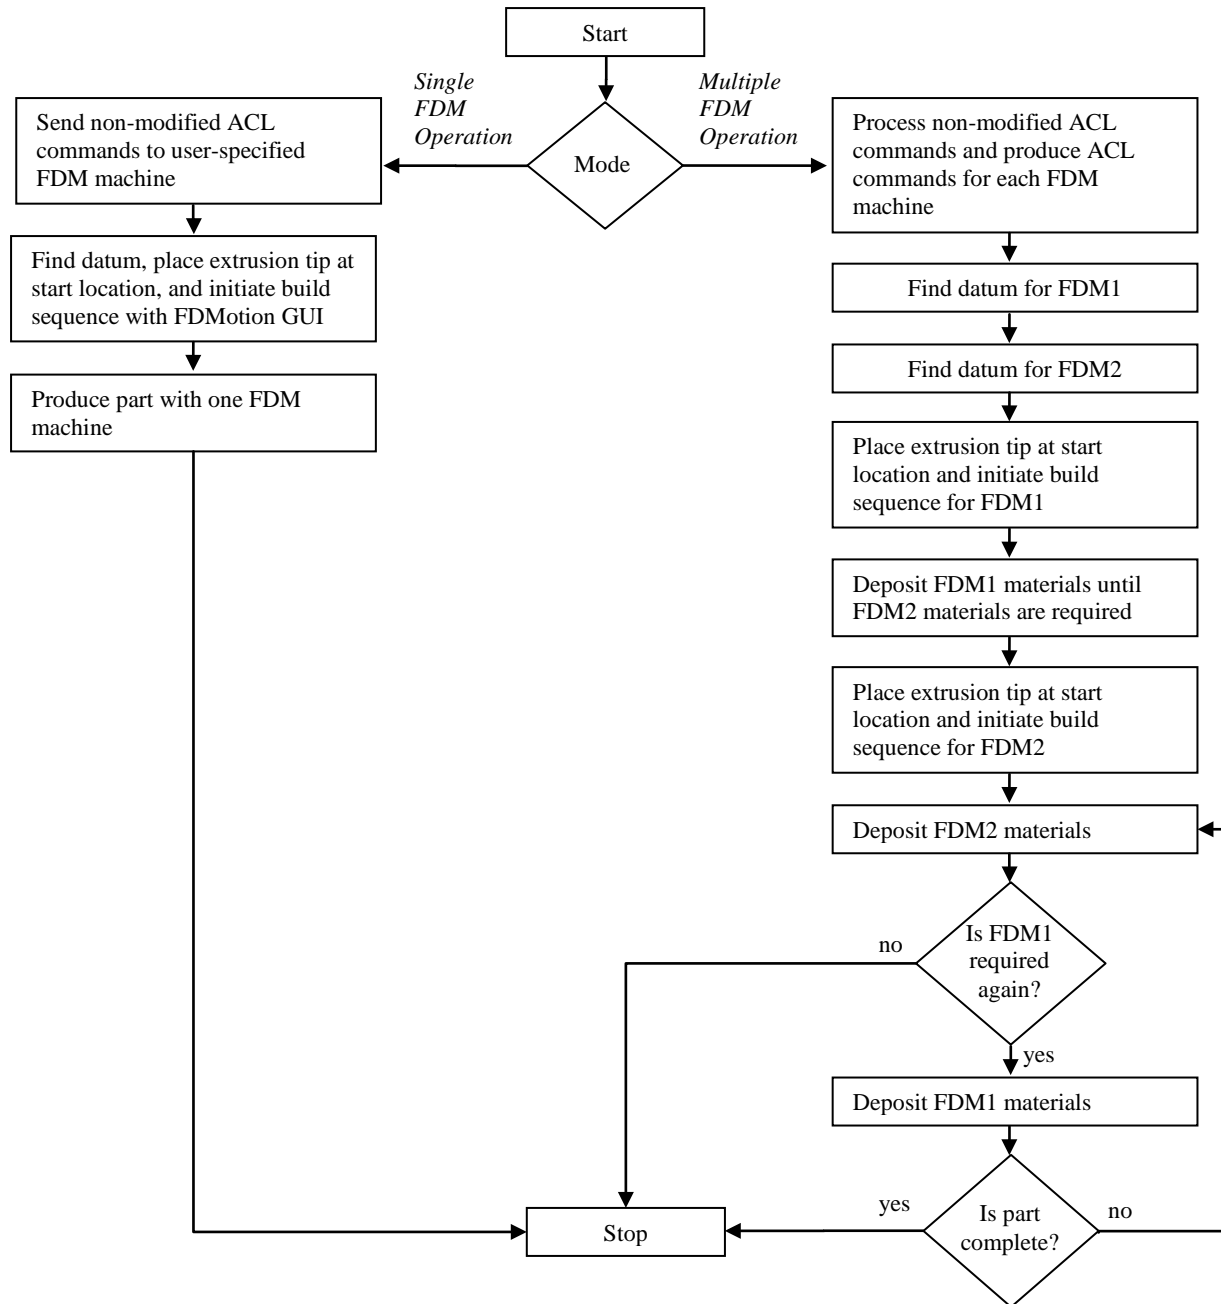 Start
Single
FDM
Operation
Multiple
FDM
Operation
Mode
Send non-modified ACL
commands to user-specified
FDM machine
Find datum, place extrusion tip at
start location, and initiate build
sequence with FDMotion GUI
Produce part with one FDM
machine
Process non-modified ACL
commands and produce ACL
commands for each FDM
machine
Find datum for FDM1
Find datum for FDM2
Place extrusion tip at start
location and initiate build
sequence for FDM1
Deposit FDM1 materials until
FDM2 materials are required
Place extrusion tip at start
location and initiate build
sequence for FDM2
Deposit FDM2 materials
no
Is FDM1
required
again?
yes
Deposit FDM1 materials
yes
Is part
complete?
no
Stop